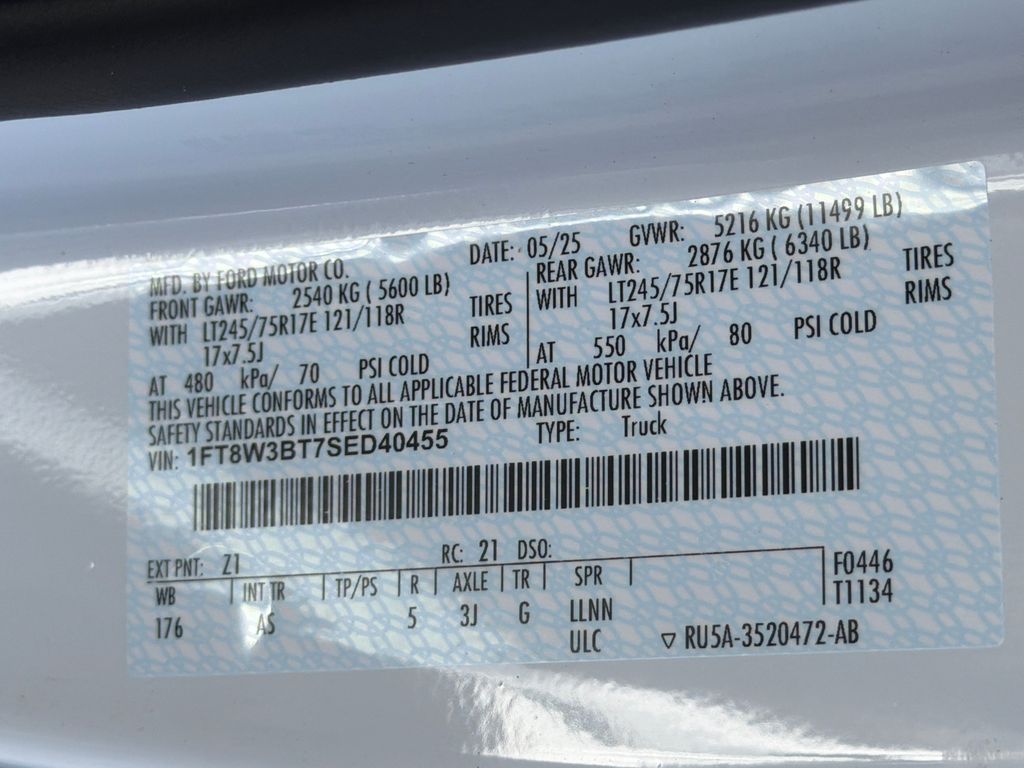 MFD. BY FORD MOTOR CO. DATE: 05/25 GVWR: 5216 KG (11499 LB)
FRONT GAWR: 2540 KG ( 5600 LB) REAR GAWR: 2876 KG ( 6340 LB)
WITH LT245/75R17E 121/118R TIRES WITH LT245/75R17E 121/118R TIRES
17x7.5J RIMS 17x7.5J RIMS
AT 480 kPa/ 70 PSI COLD AT 550 kPa/ 80 PSI COLD
THIS VEHICLE CONFORMS TO ALL APPLICABLE FEDERAL MOTOR VEHICLE
SAFETY STANDARDS IN EFFECT ON THE DATE OF MANUFACTURE SHOWN ABOVE.
VIN: 1FT8W3BT7SED40455 TYPE: Truck
EXT PNT: Z1 RC: 21 DSO:
WB INT TR TP/PS R AXLE TR SPR F0446
176 AS 5 3J G LLNN T1134
ULC RU5A-3520472-AB